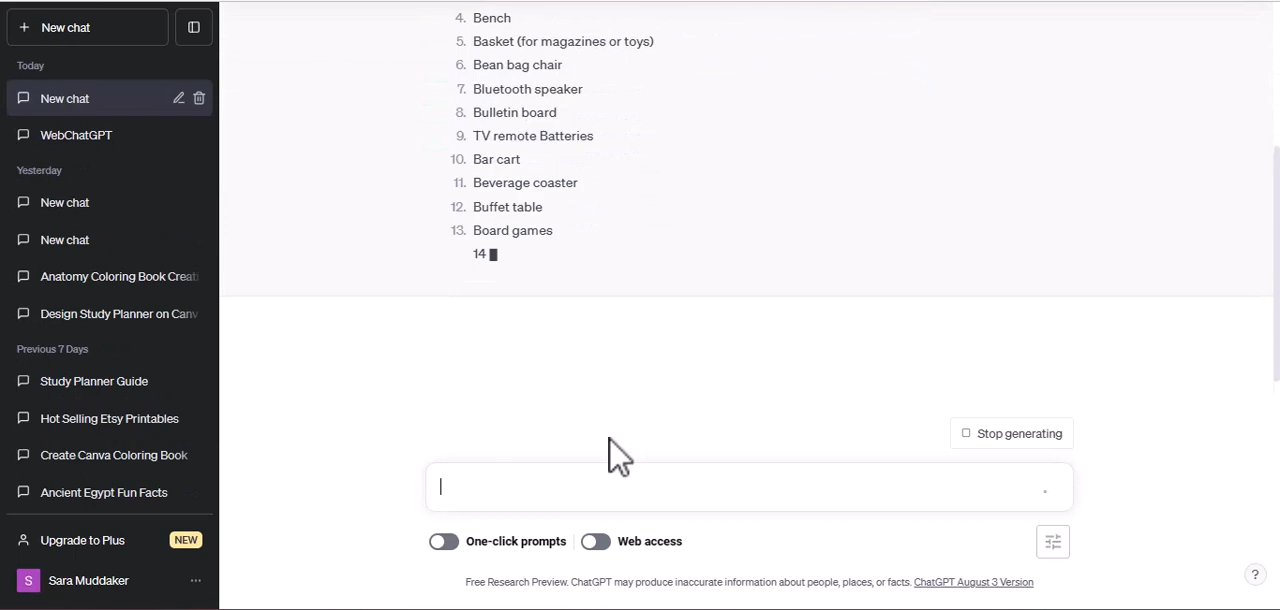 New chat
Today
New chat
WebChatGPT
Yesterday
New chat
New chat
Anatomy Coloring Book Creati
Design Study Planner on Canv
Previous 7 Days
Study Planner Guide
Hot Selling Etsy Printables
Create Canva Coloring Book
Ancient Egypt Fun Facts
Upgrade to Plus NEW
S Sara Muddaker
4. Bench
5. Basket (for magazines or toys)
6. Bean bag chair
7. Bluetooth speaker
8. Bulletin board
9. TV remote Batteries
10. Bar cart
11. Beverage coaster
12. Buffet table
13. Board games
14
Stop generating
One-click prompts Web access
Free Research Preview. ChatGPT may produce inaccurate information about people, places, or facts. ChatGPT August 3 Version
?